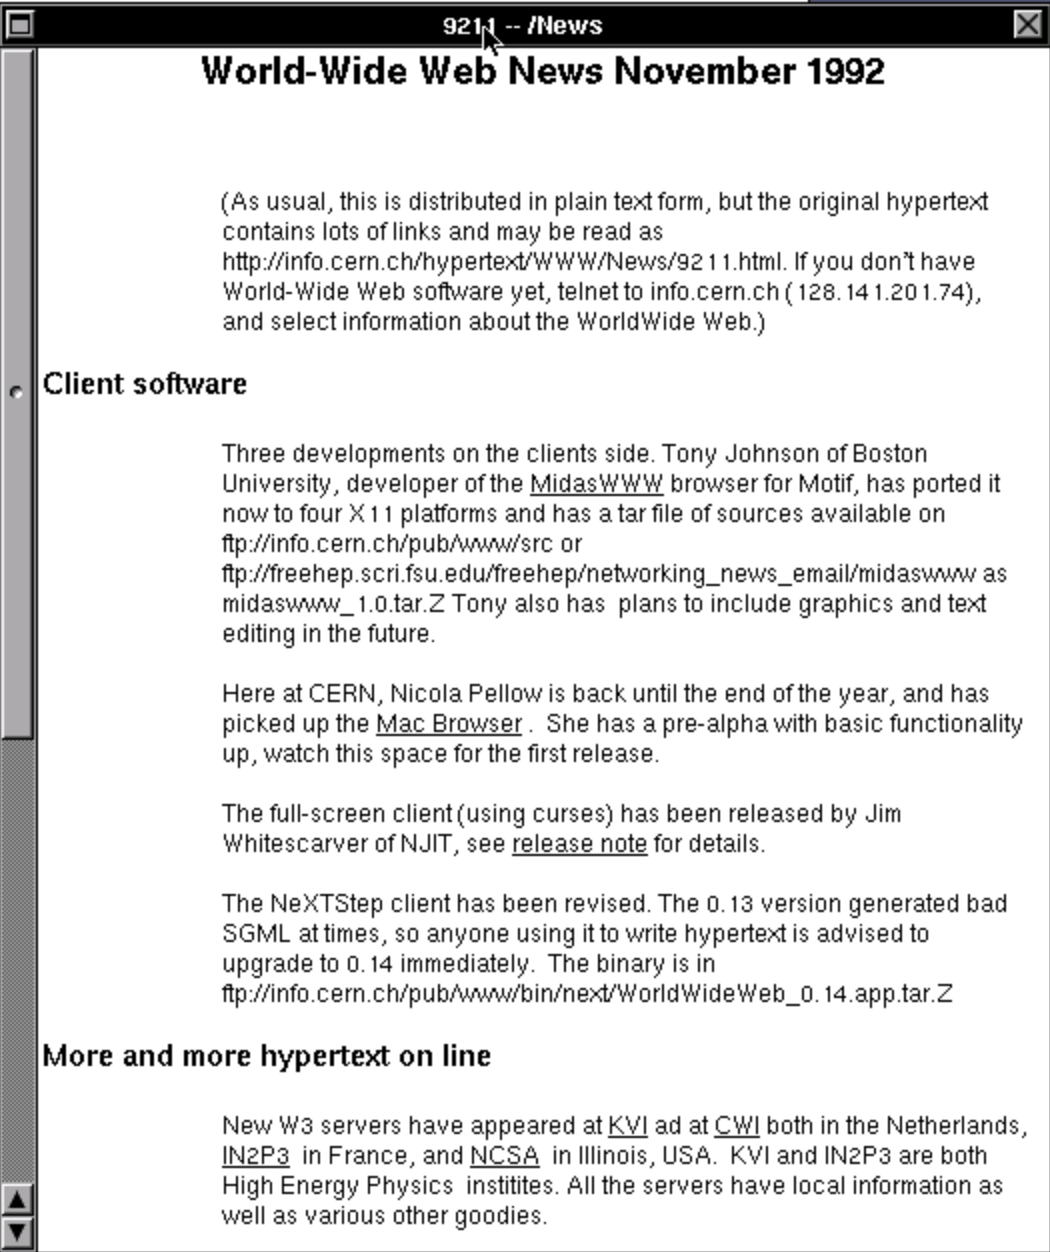 9211 -- /News
World-Wide Web News November 1992
(As usual, this is distributed in plain text form, but the original hypertext
contains lots of links and may be read as
http://info.cern.ch/hypertext/WWW/News/9211.html. If you don't have
World-Wide Web software yet, telnet to info.cern.ch (128.141.201.74),
and select information about the WorldWide Web.)
Client software
Three developments on the clients side. Tony Johnson of Boston
University, developer of the MidasWWW browser for Motif, has ported it
now to four X11 platforms and has a tar file of sources available on
ftp://info.cern.ch/pub/www/src or
ftp://freehep.scri.fsu.edu/freehep/networking_news_email/midaswww as
midaswww_1.0.tar.Z Tony also has  plans to include graphics and text
editing in the future.
Here at CERN, Nicola Pellow is back until the end of the year, and has
picked up the Mac Browser .  She has a pre-alpha with basic functionality
up, watch this space for the first release.
The full-screen client (using curses) has been released by Jim
Whitescarver of NJIT, see release note for details.
The NeXTStep client has been revised. The 0.13 version generated bad
SGML at times, so anyone using it to write hypertext is advised to
upgrade to 0.14 immediately.  The binary is in
ftp://info.cern.ch/pub/www/bin/next/WorldWideWeb_0.14.app.tar.Z
More and more hypertext on line
New W3 servers have appeared at KVI ad at CWI both in the Netherlands,
IN2P3  in France, and NCSA  in Illinois, USA.  KVI and IN2P3 are both
High Energy Physics  institites. All the servers have local information as
well as various other goodies.